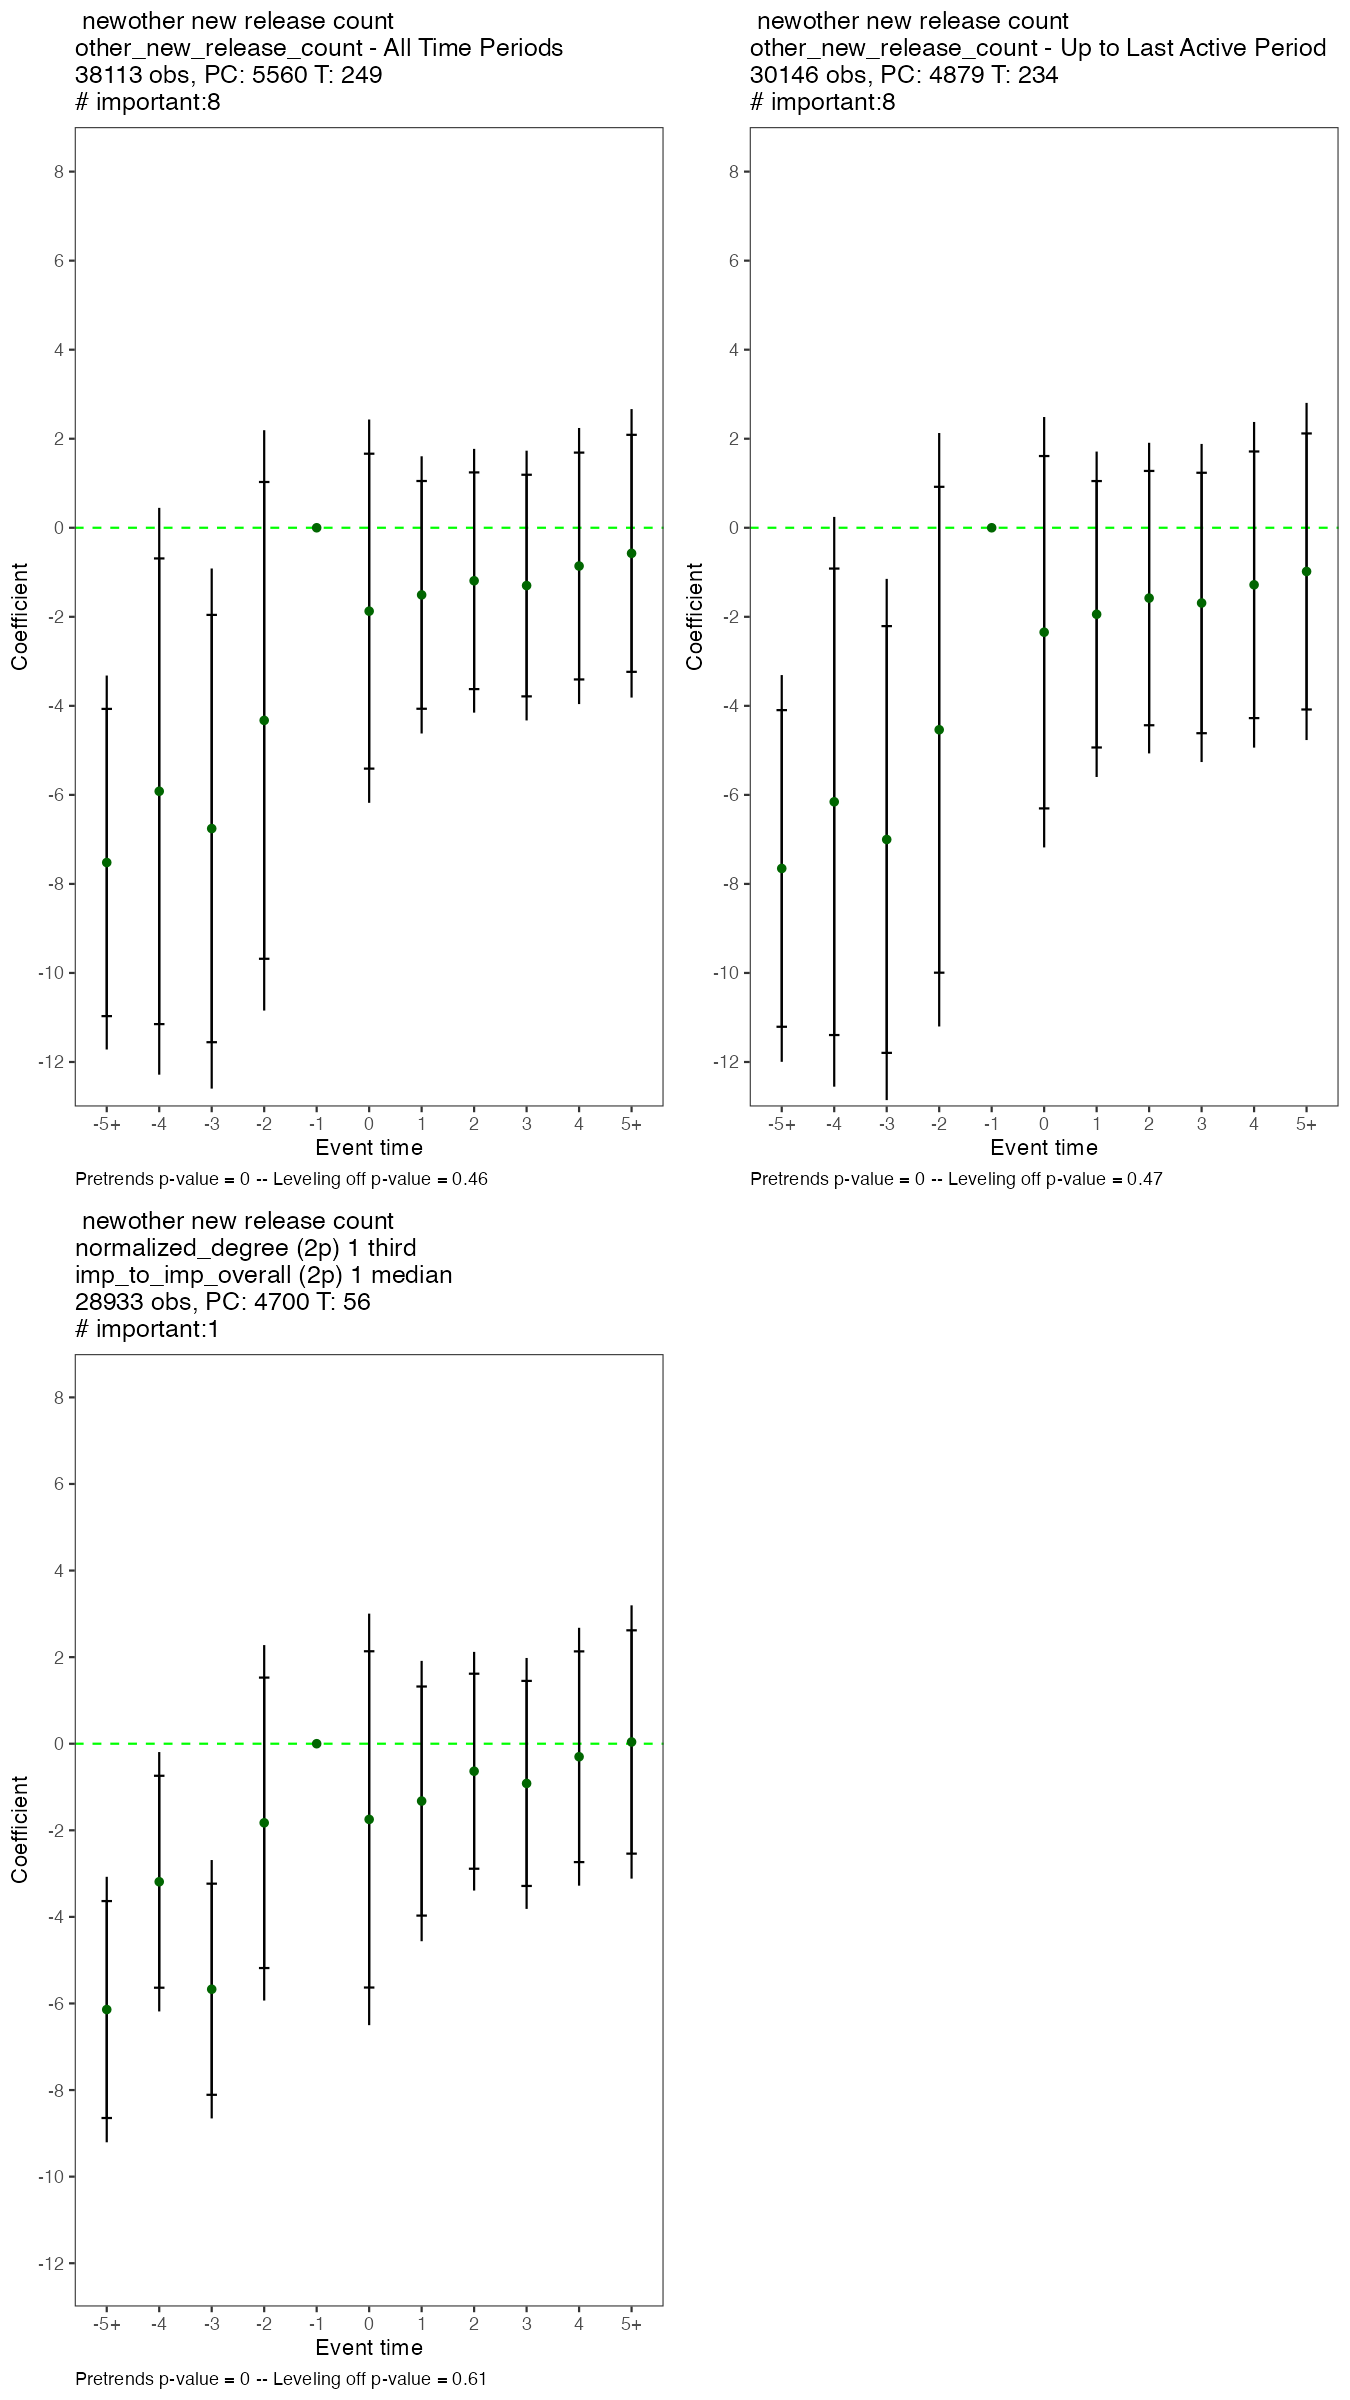 newother new release count
other_new_release_count - All Time Periods
38113 obs, PC: 5560 T: 249
# important:8
8
6
4
2
0
-2
-4
-6
-8
-10
-12
Coefficient
-5+ -4 -3 -2 -1 0 1 2 3 4 5+
Event time
Pretrends p-value = 0 -- Leveling off p-value = 0.46
newother new release count
other_new_release_count - Up to Last Active Period
30146 obs, PC: 4879 T: 234
# important:8
8
6
4
2
0
-2
-4
-6
-8
-10
-12
Coefficient
-5+ -4 -3 -2 -1 0 1 2 3 4 5+
Event time
Pretrends p-value = 0 -- Leveling off p-value = 0.47
newother new release count
normalized_degree (2p) 1 third
imp_to_imp_overall (2p) 1 median
28933 obs, PC: 4700 T: 56
# important:1
8
6
4
2
0
-2
-4
-6
-8
-10
-12
Coefficient
-5+ -4 -3 -2 -1 0 1 2 3 4 5+
Event time
Pretrends p-value = 0 -- Leveling off p-value = 0.61